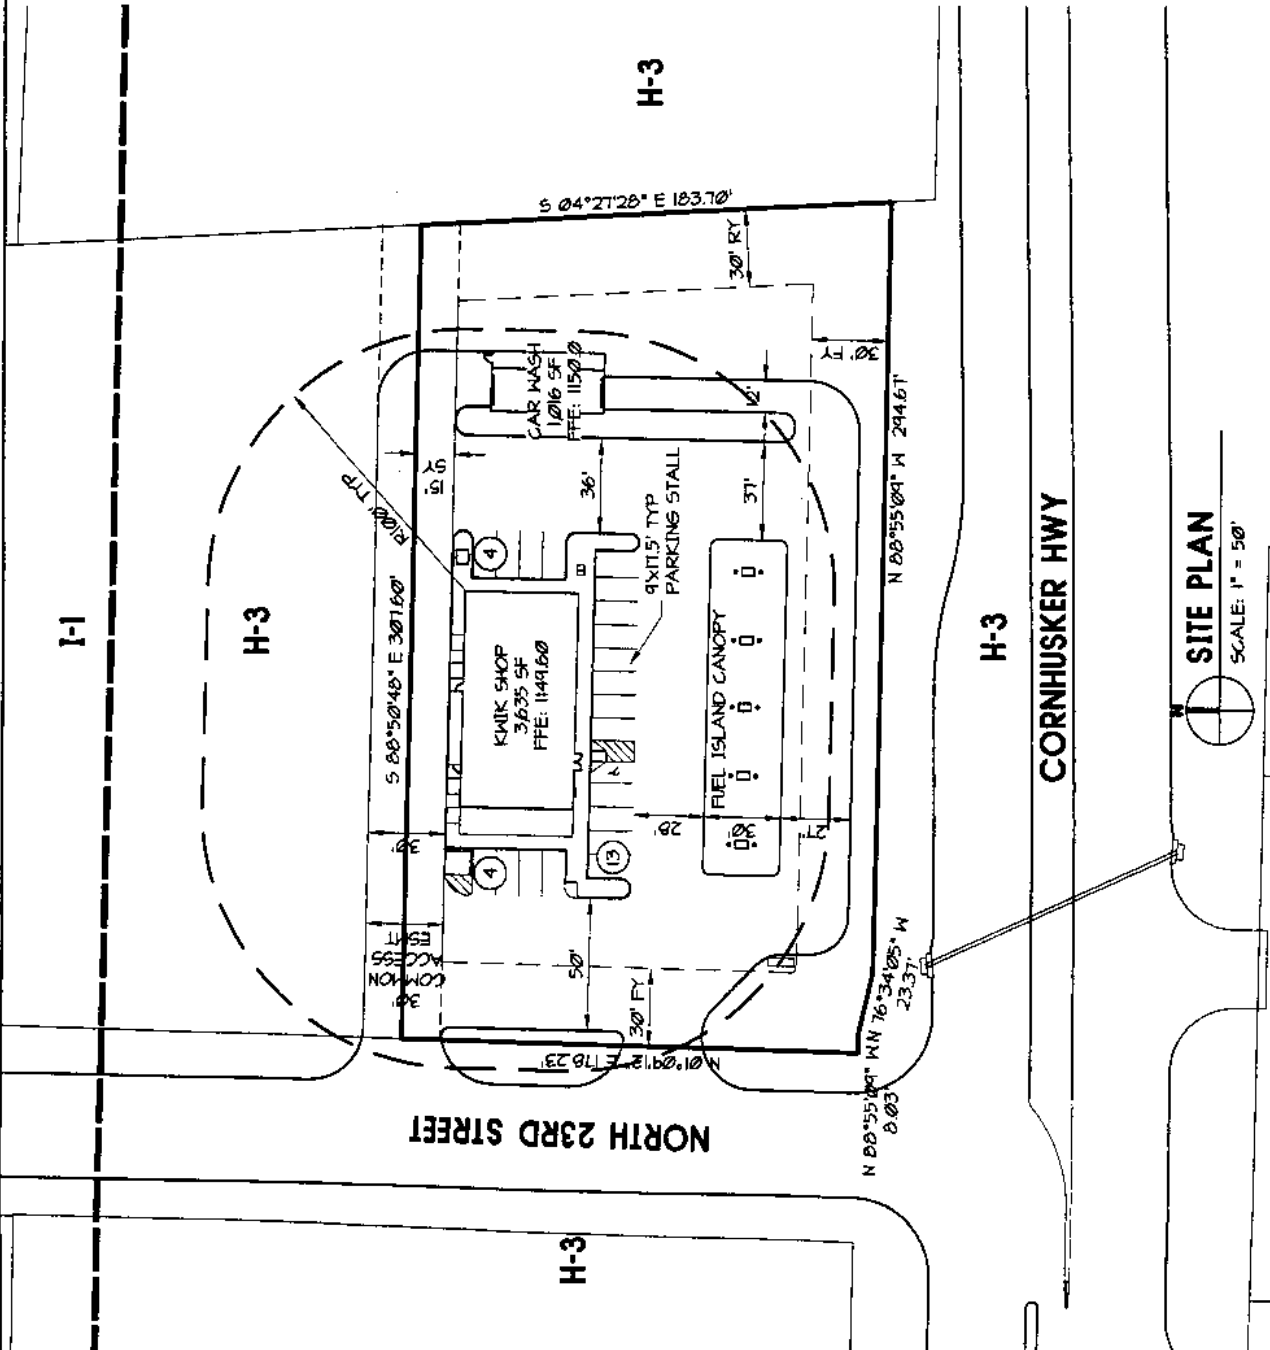 I-1
H-3
H-3
S 04°27'28" E 183.70'
30' RY
30' FY
R100' TYP
15'
SY
CAR WASH
1,016 SF
FFE: 1150.0
12'
36'
37'
S 88°50'48" E 307.60'
4
KWIK SHOP
3,635 SF
FFE: 1149.60
9x17.5' TYP
PARKING STALL
FUEL ISLAND CANOPY
N 88°55'09" W 294.67'
30'
28'
30'
27'
4
13
30'
COMMON
ACCESS
ESMT
50'
30' FY
N 01°09'12" E 178.23'
N 76°34'05" W
23.37'
N 88°55'09" W
8.03'
NORTH 23RD STREET
H-3
H-3
CORNHUSKER HWY
N
SITE PLAN
SCALE: 1" = 50'